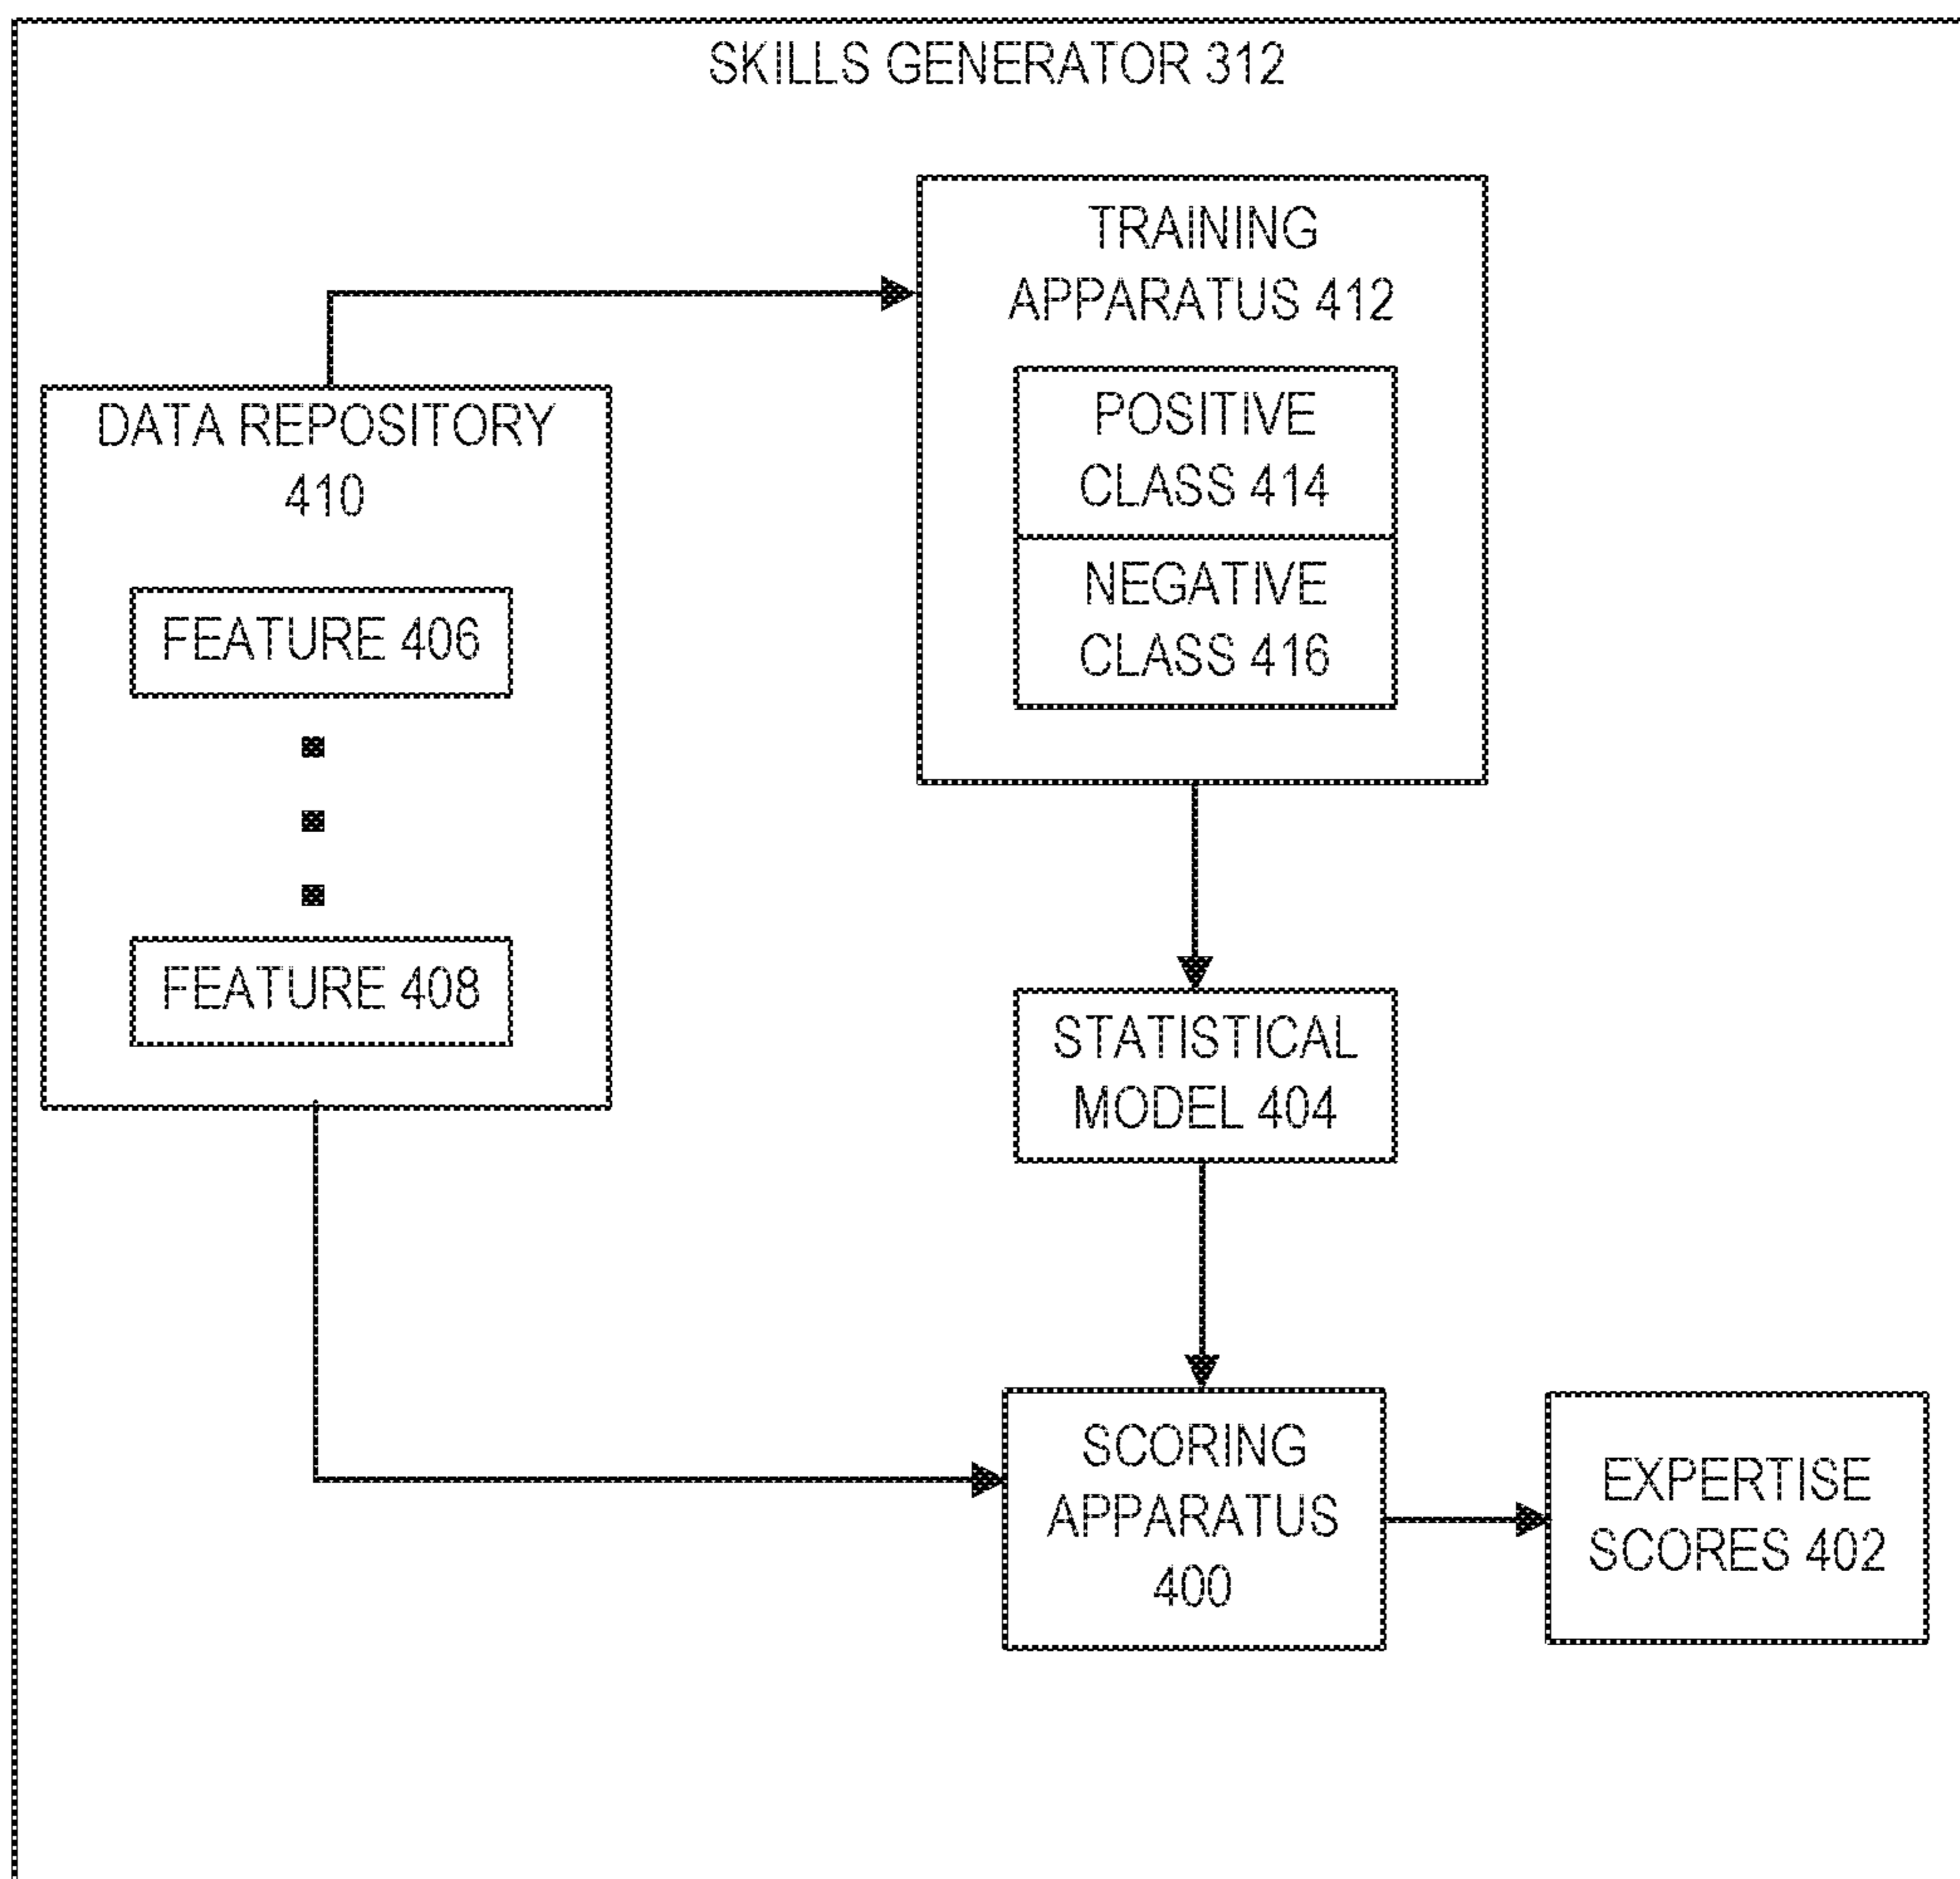 SKILLS GENERATOR 312
TRAINING
APPARATUS 412
POSITIVE
CLASS 414
NEGATIVE
CLASS 416
DATA REPOSITORY
410
FEATURE 406
FEATURE 408
STATISTICAL
MODEL 404
SCORING
APPARATUS
400
EXPERTISE
SCORES 402